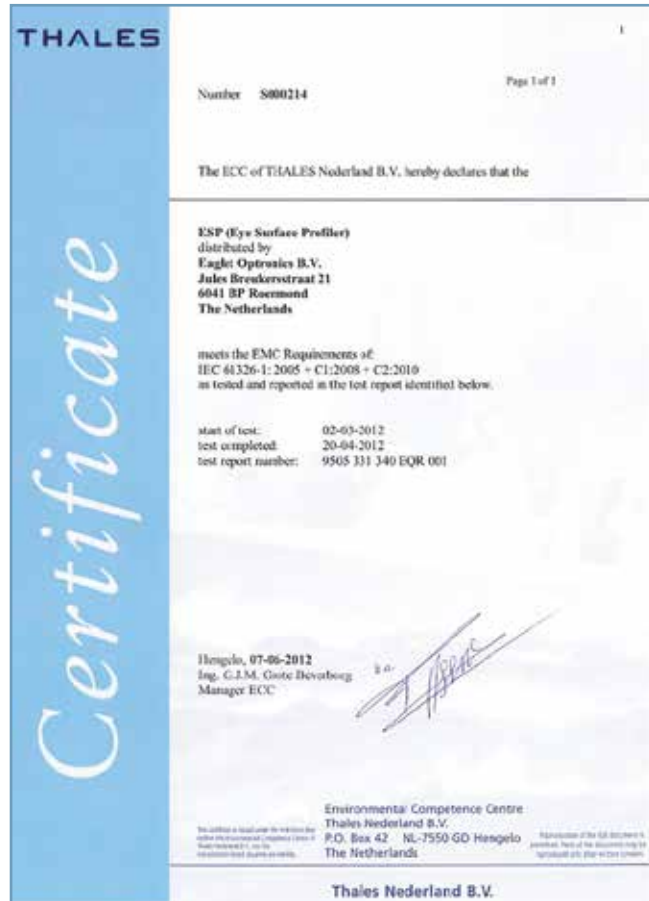 THALES
1
Page 1 of 1
Number S000214
The ECC of THALES Nederland B.V. hereby declares that the
Certificate
ESP (Eye Surface Profiler)
distributed by
Eaglet Optronics B.V.
Jules Breukersstraat 21
6041 BP Roermond
The Netherlands
meets the EMC Requirements of:
IEC 61326-1: 2005 + C1:2008 + C2:2010
as tested and reported in the test report identified below.
start of test: 02-03-2012
test completed: 20-04-2012
test report number: 9505 331 340 EQR 001
Hengelo, 07-06-2012
Ing. G.J.M. Grote Beverborg
Manager ECC
Environmental Competence Centre
Thales Nederland B.V.
P.O. Box 42 NL-7550 GD Hengelo
The Netherlands
Thales Nederland B.V.